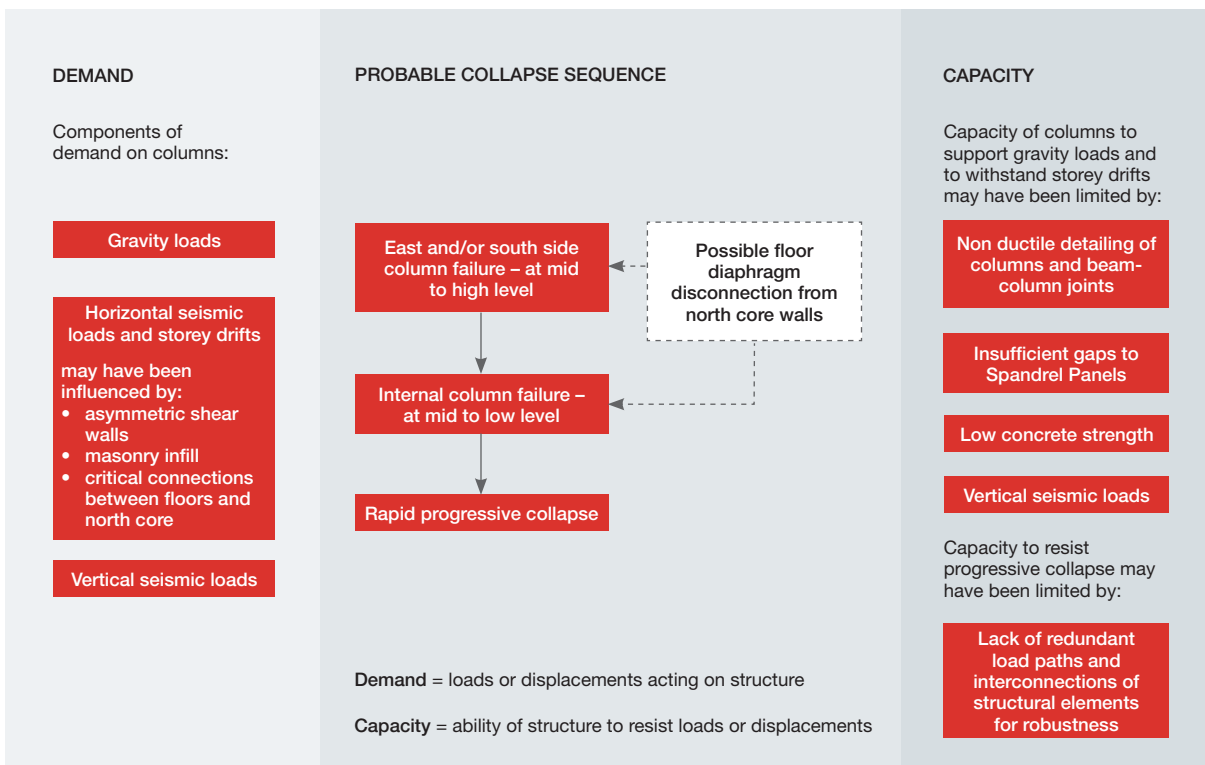 DEMAND
Components of
demand on columns:
Gravity loads
Horizontal seismic
loads and storey drifts
may have been
influenced by:
• asymmetric shear
walls
• masonry infill
• critical connections
between floors and
north core
Vertical seismic loads
PROBABLE COLLAPSE SEQUENCE
East and/or south side
column failure – at mid
to high level
Possible floor
diaphragm
disconnection from
north core walls
Internal column failure –
at mid to low level
Rapid progressive collapse
Demand = loads or displacements acting on structure
Capacity = ability of structure to resist loads or displacements
CAPACITY
Capacity of columns to
support gravity loads and
to withstand storey drifts
may have been limited by:
Non ductile detailing of
columns and beam-
column joints
Insufficient gaps to
Spandrel Panels
Low concrete strength
Vertical seismic loads
Capacity to resist
progressive collapse may
have been limited by:
Lack of redundant
load paths and
interconnections of
structural elements
for robustness